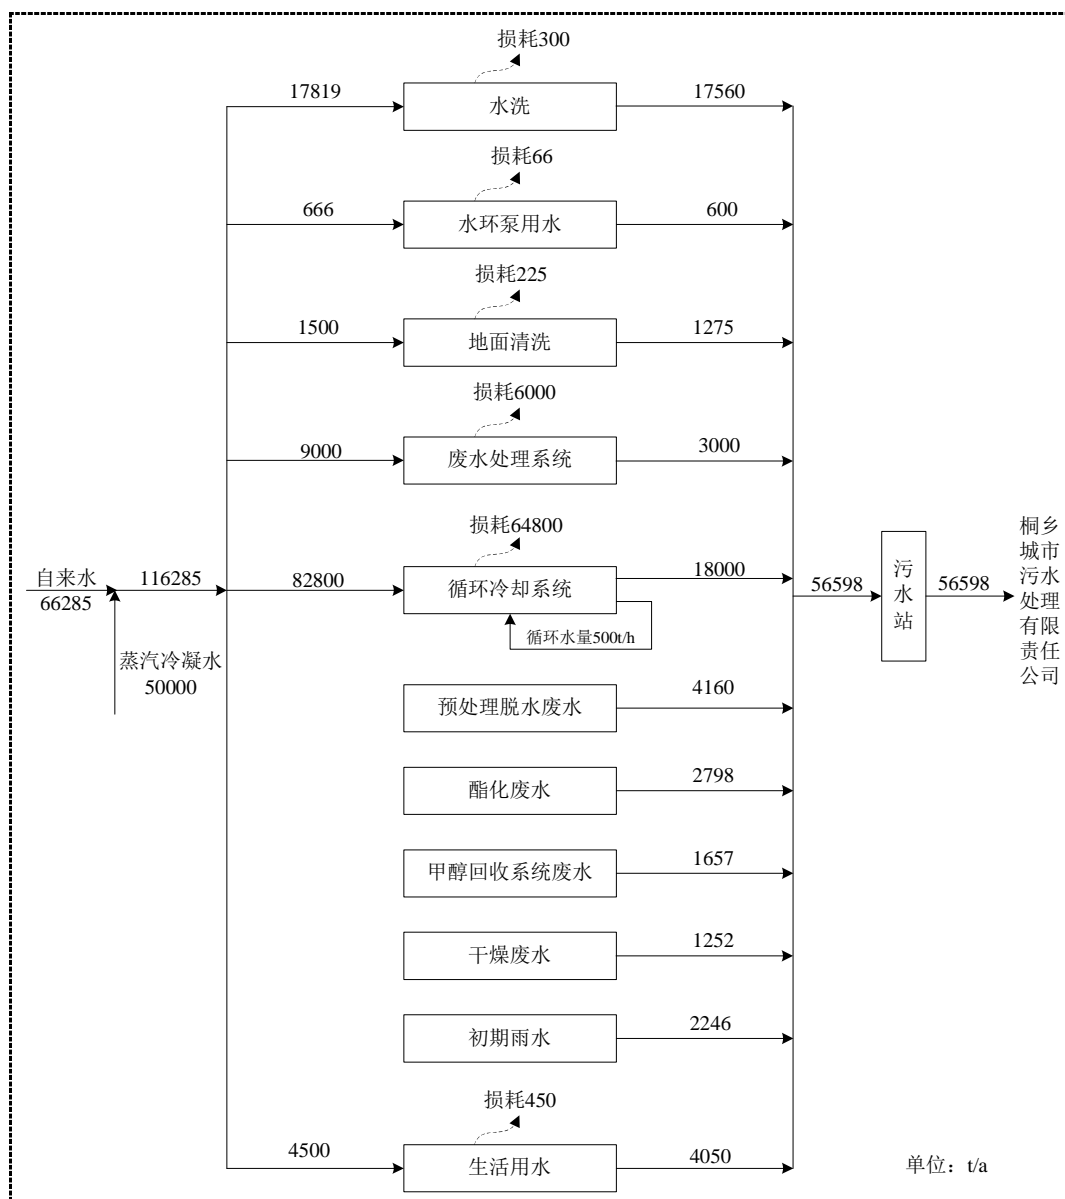 损耗300
17819
水洗
17560
损耗66
666
水环泵用水
600
损耗225
1500
地面清洗
1275
损耗6000
9000
废水处理系统
3000
损耗64800
自来水
66285
116285
82800
循环冷却系统
18000
循环水量500t/h
蒸汽冷凝水
50000
56598
污
水
站
56598
桐乡
城市
污水
处理
有限
责任
公司
预处理脱水废水
4160
酯化废水
2798
甲醇回收系统废水
1657
干燥废水
1252
初期雨水
2246
损耗450
4500
生活用水
4050
单位：t/a